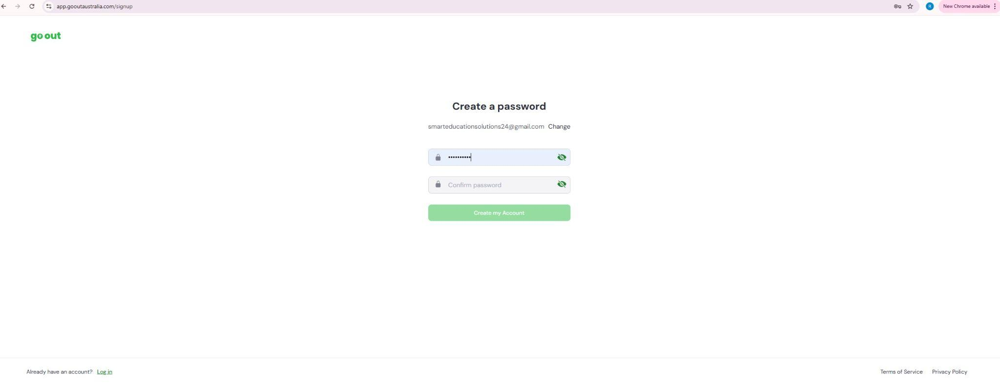 app.gooutaustralia.com/signup
R
New Chrome available
go out
Create a password
smarteducationsolutions24@gmail.com Change
••••••••••
Confirm password
Create my Account
Already have an account? Log in
Terms of Service Privacy Policy